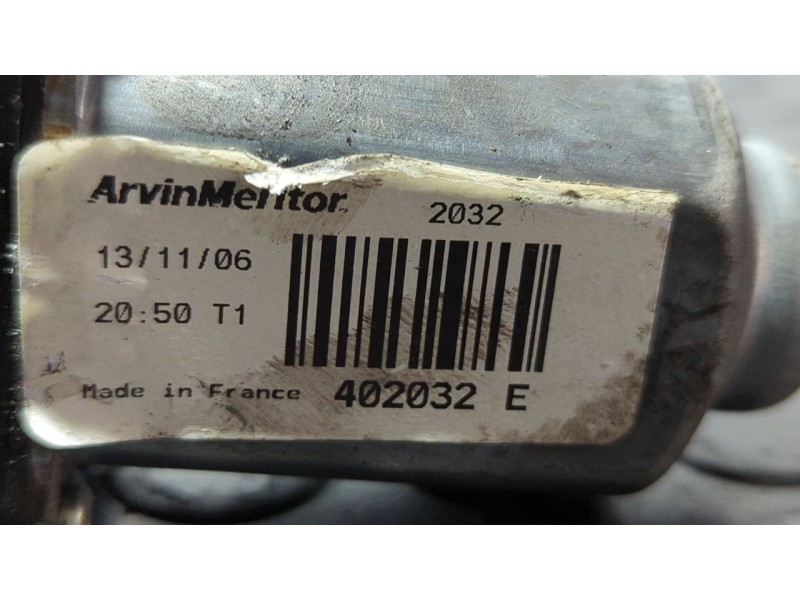 ArvinMeritor 2032
13/11/06
20:50 T1
Made in France 402032 E